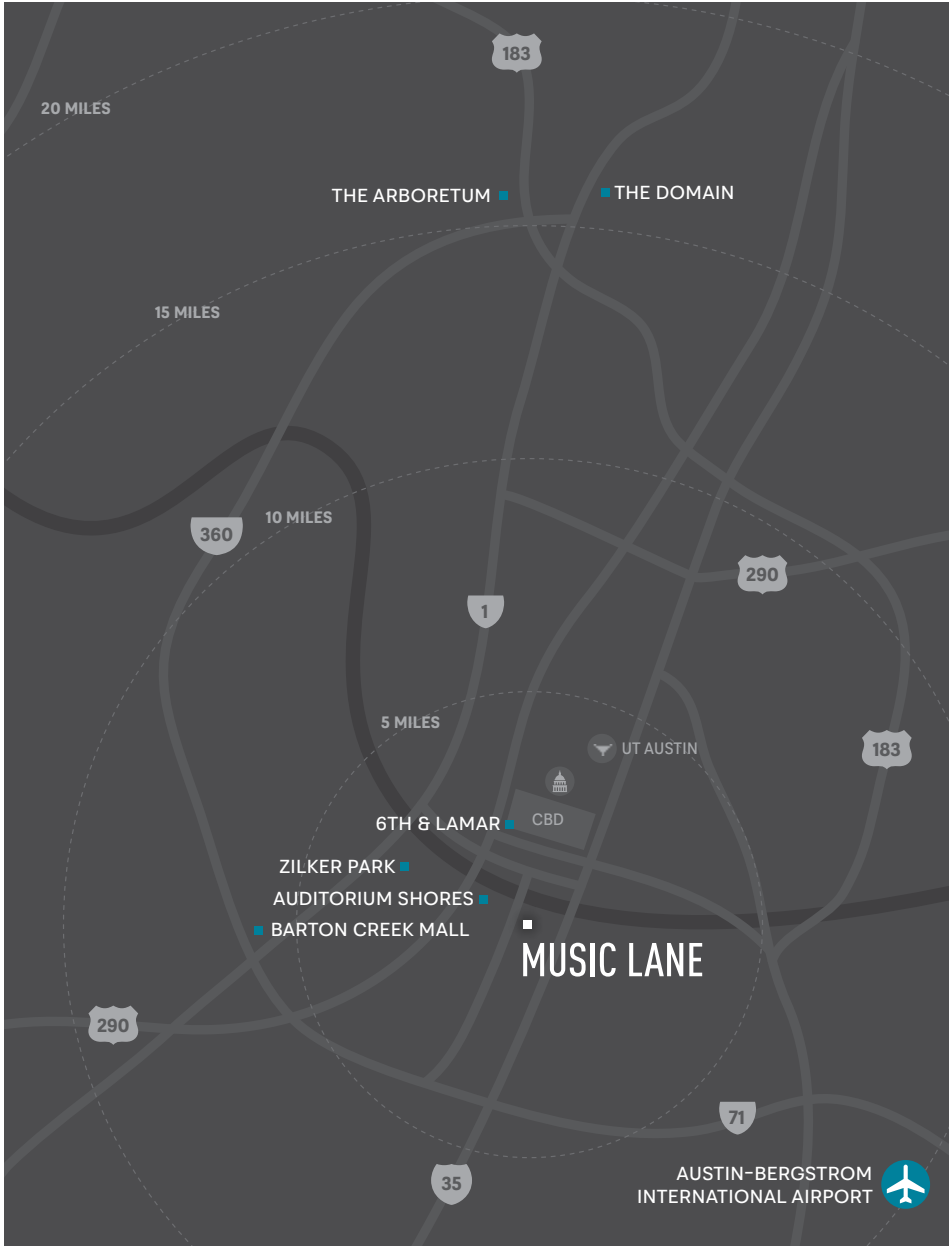 183
20 MILES
THE ARBORETUM
THE DOMAIN
15 MILES
10 MILES
360
290
1
5 MILES
UT AUSTIN
183
CBD
6TH & LAMAR
ZILKER PARK
AUDITORIUM SHORES
BARTON CREEK MALL
MUSIC LANE
290
71
35
AUSTIN-BERGSTROM
INTERNATIONAL AIRPORT